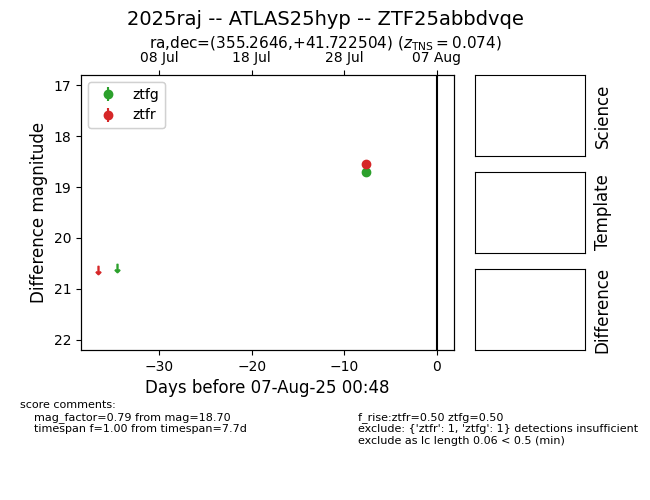 2025raj -- ATLAS25hyp -- ZTF25abbdvqe
ra,dec=(355.2646,+41.722504) (z_TNS = 0.074)
08 Jul 18 Jul 28 Jul 07 Aug
ztfg
ztfr
17
18
19
20
21
22
Difference magnitude
−30 −20 −10 0
Days before 07-Aug-25 00:48
Science
Template
Difference
score comments:
mag_factor=0.79 from mag=18.70
timespan f=1.00 from timespan=7.7d
f_rise:ztfr=0.50 ztfg=0.50
exclude: {'ztfr': 1, 'ztfg': 1} detections insufficient
exclude as lc length 0.06 < 0.5 (min)